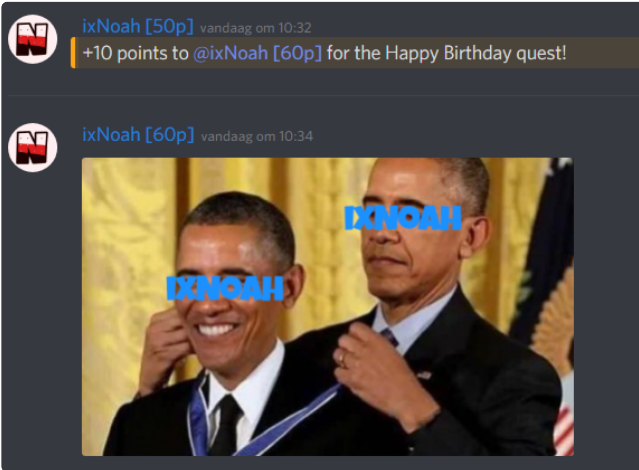 ixNoah [50p] vandaag om 10:32
+10 points to @ixNoah [60p] for the Happy Birthday quest!
ixNoah [60p] vandaag om 10:34
IXNOAH
IXNOAH